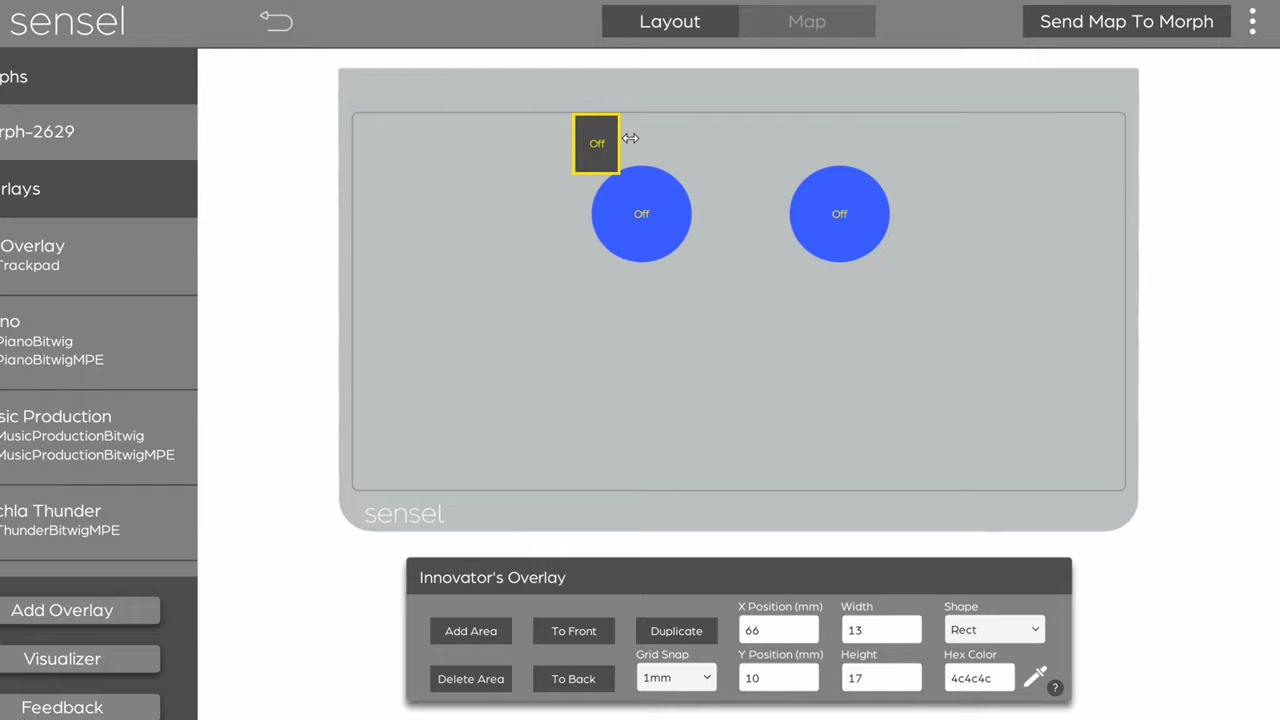 sensel
Layout
Map
Send Map To Morph
phs
rph-2629
rlays
Overlay
Trackpad
no
PianoBitwig
PianoBitwigMPE
sic Production
MusicProductionBitwig
MusicProductionBitwigMPE
chla Thunder
ThunderBitwigMPE
Add Overlay
Visualizer
Feedback
Off
Off
Off
sensel
Innovator's Overlay
Add Area
To Front
Duplicate
X Position (mm)
66
Width
13
Shape
Rect
Delete Area
To Back
Grid Snap
1mm
Y Position (mm)
10
Height
17
Hex Color
4c4c4c
?